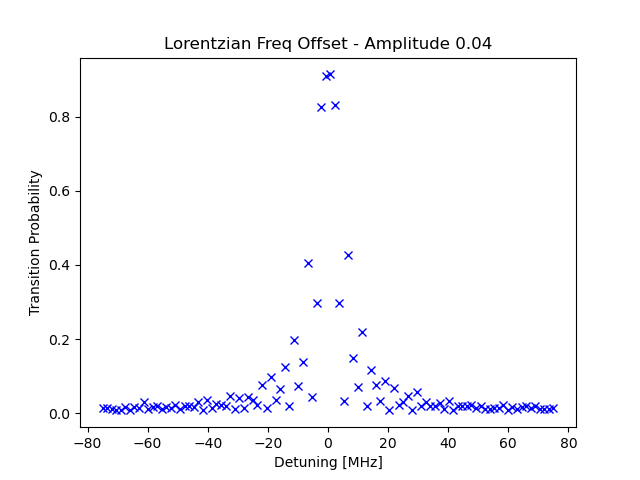 Lorentzian Freq Offset - Amplitude 0.04
Transition Probability
0.8
0.6
0.4
0.2
0.0
−80 −60 −40 −20 0 20 40 60 80
Detuning [MHz]